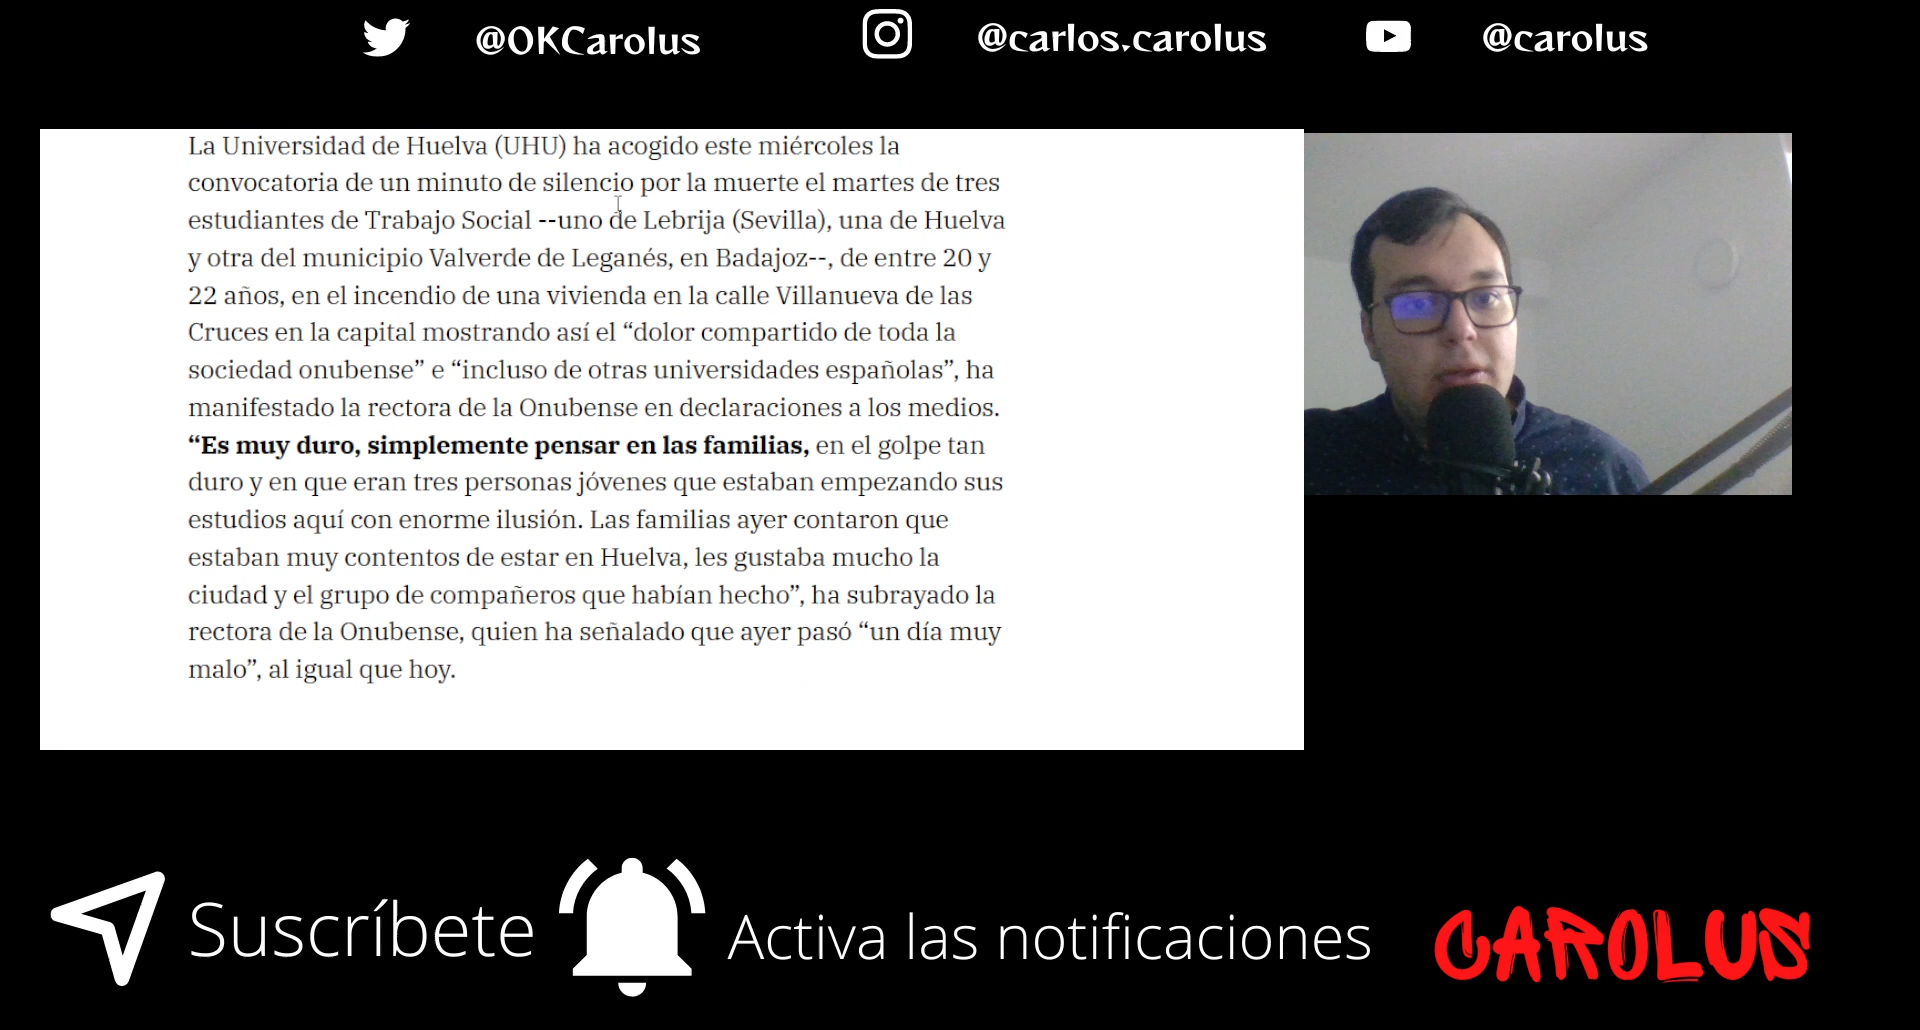 @OKCarolus
@carlos.carolus
@carolus
La Universidad de Huelva (UHU) ha acogido este miércoles la
convocatoria de un minuto de silencio por la muerte el martes de tres
estudiantes de Trabajo Social --uno de Lebrija (Sevilla), una de Huelva
y otra del municipio Valverde de Leganés, en Badajoz--, de entre 20 y
22 años, en el incendio de una vivienda en la calle Villanueva de las
Cruces en la capital mostrando así el “dolor compartido de toda la
sociedad onubense” e “incluso de otras universidades españolas”, ha
manifestado la rectora de la Onubense en declaraciones a los medios.
“Es muy duro, simplemente pensar en las familias, en el golpe tan
duro y en que eran tres personas jóvenes que estaban empezando sus
estudios aquí con enorme ilusión. Las familias ayer contaron que
estaban muy contentos de estar en Huelva, les gustaba mucho la
ciudad y el grupo de compañeros que habían hecho”, ha subrayado la
rectora de la Onubense, quien ha señalado que ayer pasó “un día muy
malo”, al igual que hoy.
Suscríbete
Activa las notificaciones
CAROLUS